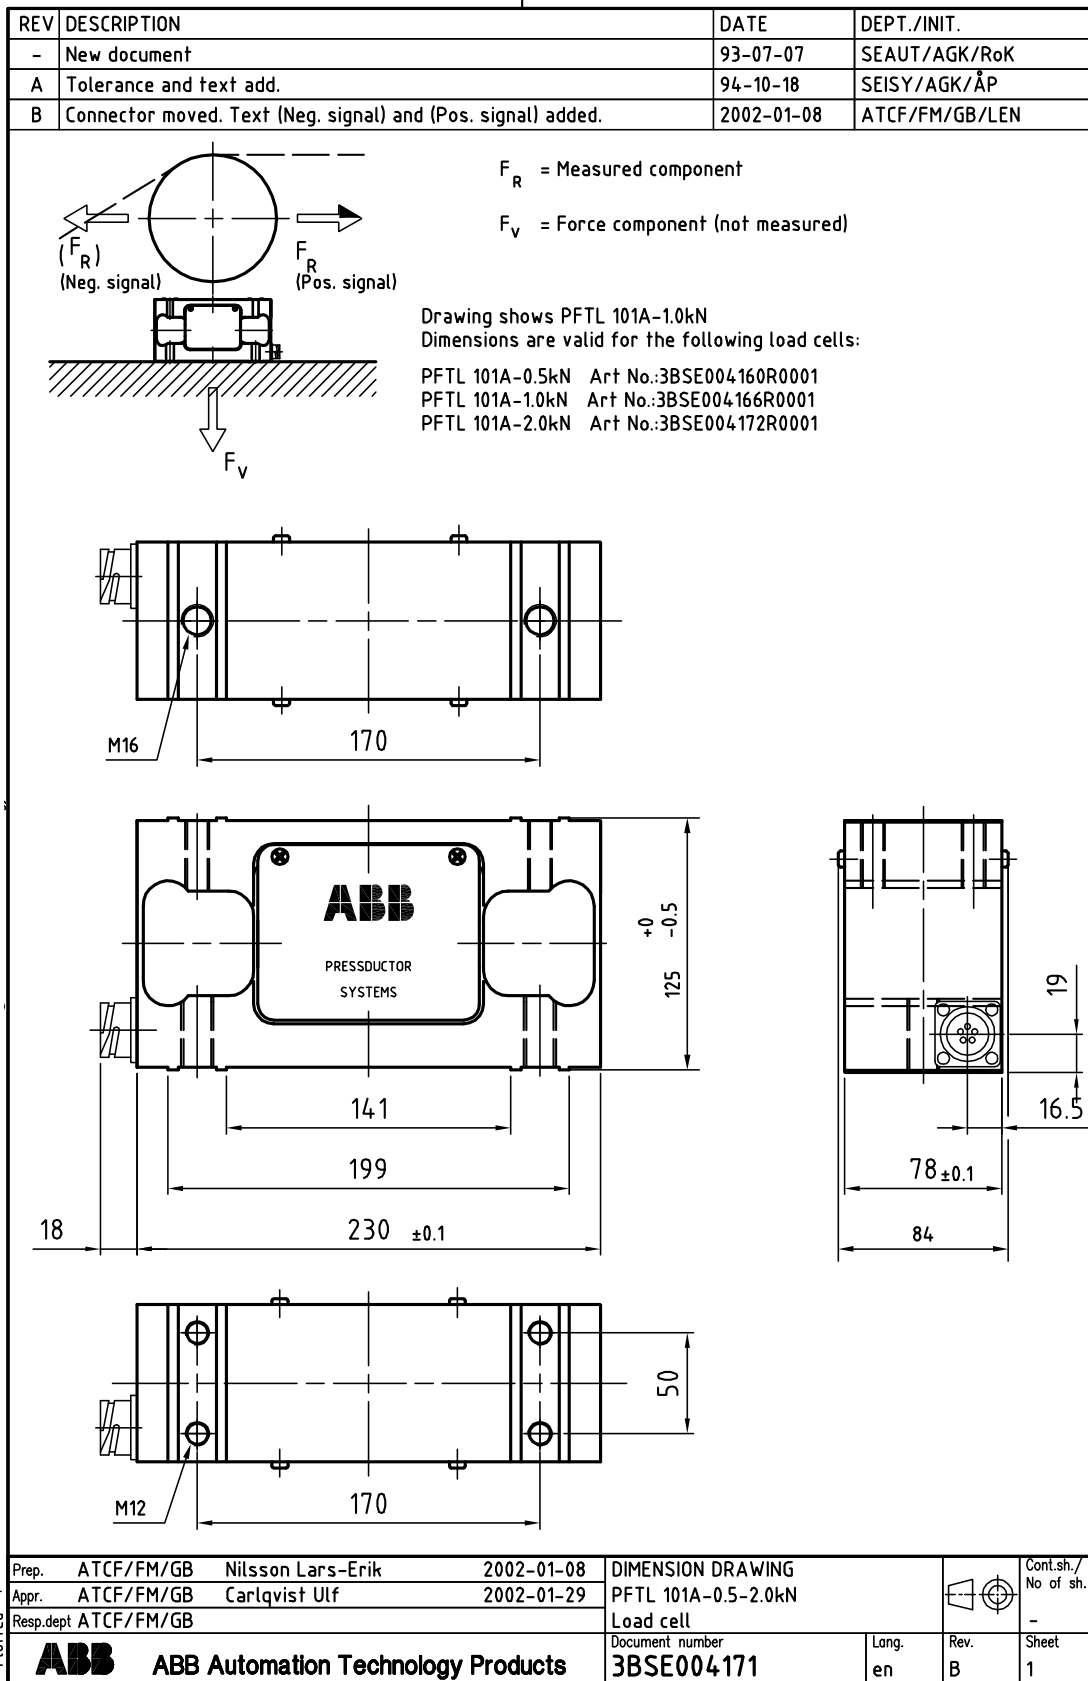 REV DESCRIPTION DATE DEPT./INIT.
- New document 93-07-07 SEAUT/AGK/RoK
A Tolerance and text add. 94-10-18 SEISY/AGK/ÅP
B Connector moved. Text (Neg. signal) and (Pos. signal) added. 2002-01-08 ATCF/FM/GB/LEN
F R = Measured component
F V = Force component (not measured)
(F R)
(Neg. signal)
F R
(Pos. signal)
F V
Drawing shows PFTL 101A-1.0kN
Dimensions are valid for the following load cells:
PFTL 101A-0.5kN Art No.:3BSE004160R0001
PFTL 101A-1.0kN Art No.:3BSE004166R0001
PFTL 101A-2.0kN Art No.:3BSE004172R0001
M16
170
ABB
PRESSDUCTOR
SYSTEMS
125 +0 -0.5
19
16.5
141
199
78 ±0.1
18
230 ±0.1
84
50
M12
170
Prep. ATCF/FM/GB Nilsson Lars-Erik 2002-01-08
Appr. ATCF/FM/GB Carlqvist Ulf 2002-01-29
Resp.dept ATCF/FM/GB
DIMENSION DRAWING
PFTL 101A-0.5-2.0kN
Load cell
Cont.sh./
No of sh.
-
ABB ABB Automation Technology Products
Document number
3BSE004171
Lang.
en
Rev.
B
Sheet
1